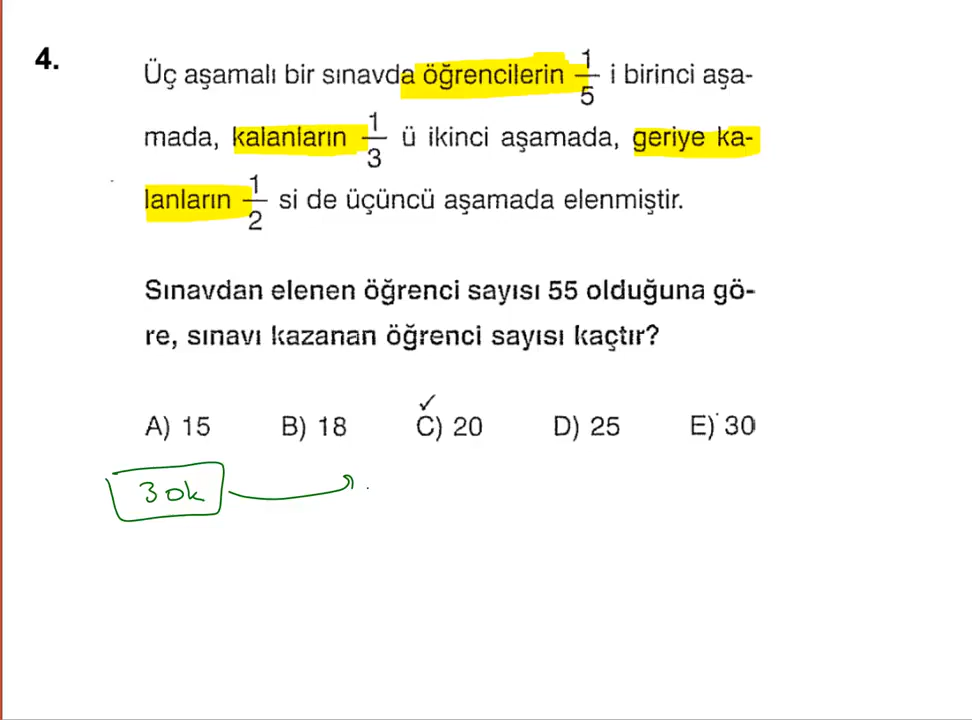 4.
Üç aşamalı bir sınavda öğrencilerin 1/5 i birinci aşa-
mada, kalanların 1/3 ü ikinci aşamada, geriye ka-
lanların 1/2 si de üçüncü aşamada elenmiştir.
Sınavdan elenen öğrenci sayısı 55 olduğuna gö-
re, sınavı kazanan öğrenci sayısı kaçtır?
A) 15 B) 18 C) 20 D) 25 E) 30
30k